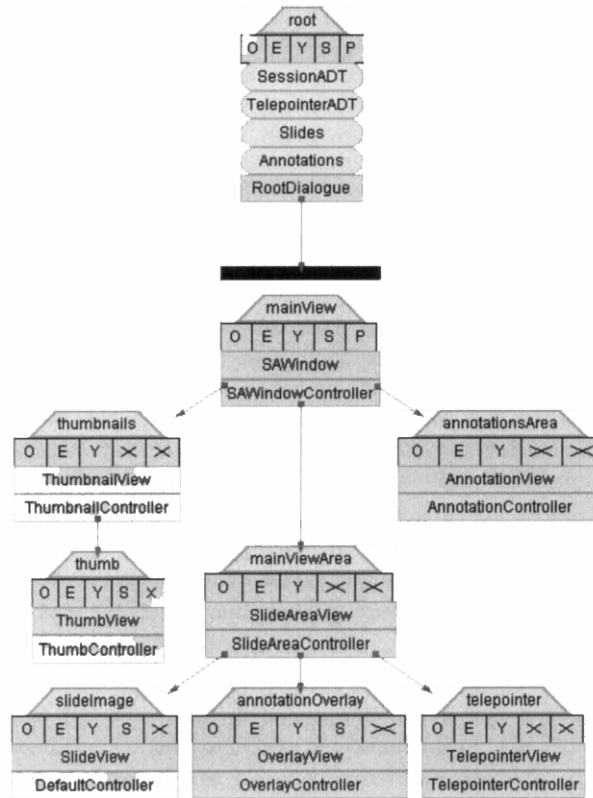 root
O E Y S P
SessionADT
TelepointerADT
Slides
Annotations
RootDialogue
mainView
O E Y S P
SAWindow
SAWindowController
thumbnails
O E Y X X
ThumbnailView
ThumbnailController
annotationsArea
O E Y X X
AnnotationView
AnnotationController
thumb
O E Y S X
ThumbView
ThumbController
mainViewArea
O E Y X X
SlideAreaView
SlideAreaController
slideImage
O E Y S X
SlideView
DefaultController
annotationOverlay
O E Y S X
OverlayView
OverlayController
telepointer
O E Y X X
TelepointerView
TelepointerController